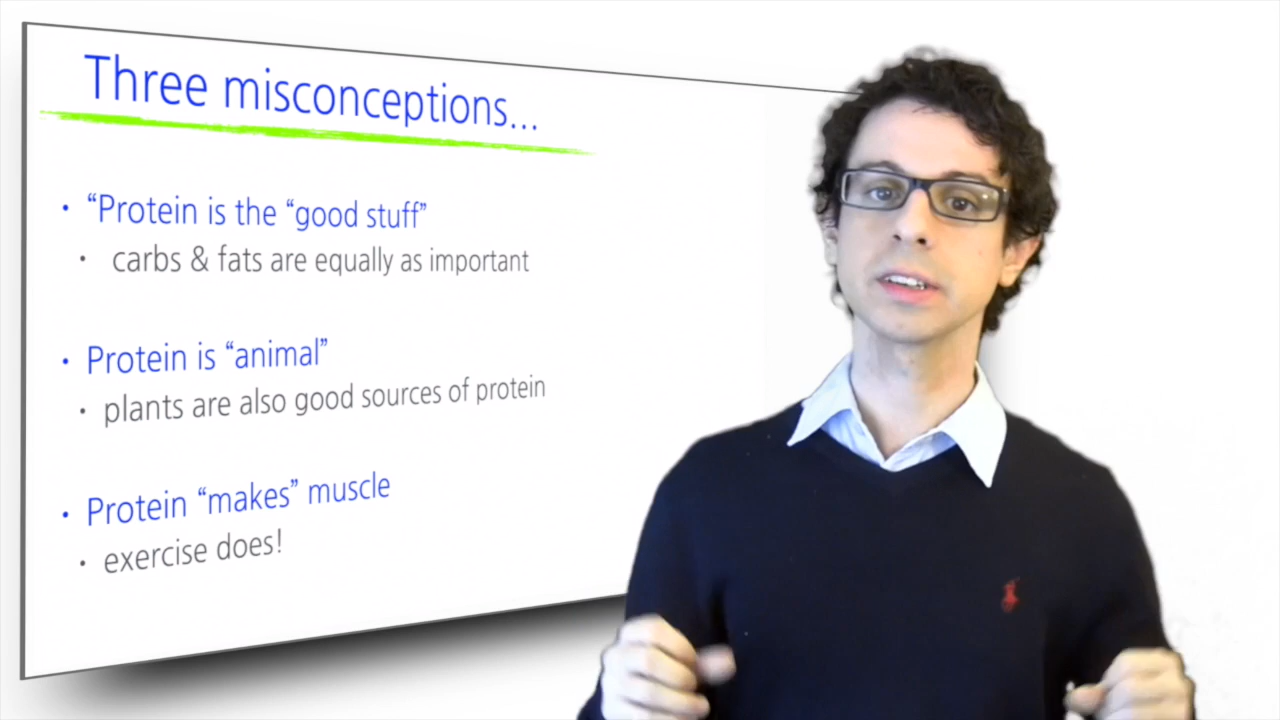 Three misconceptions...
• “Protein is the “good stuff”
• carbs & fats are equally as important
• Protein is “animal”
• plants are also good sources of protein
• Protein “makes” muscle
• exercise does!